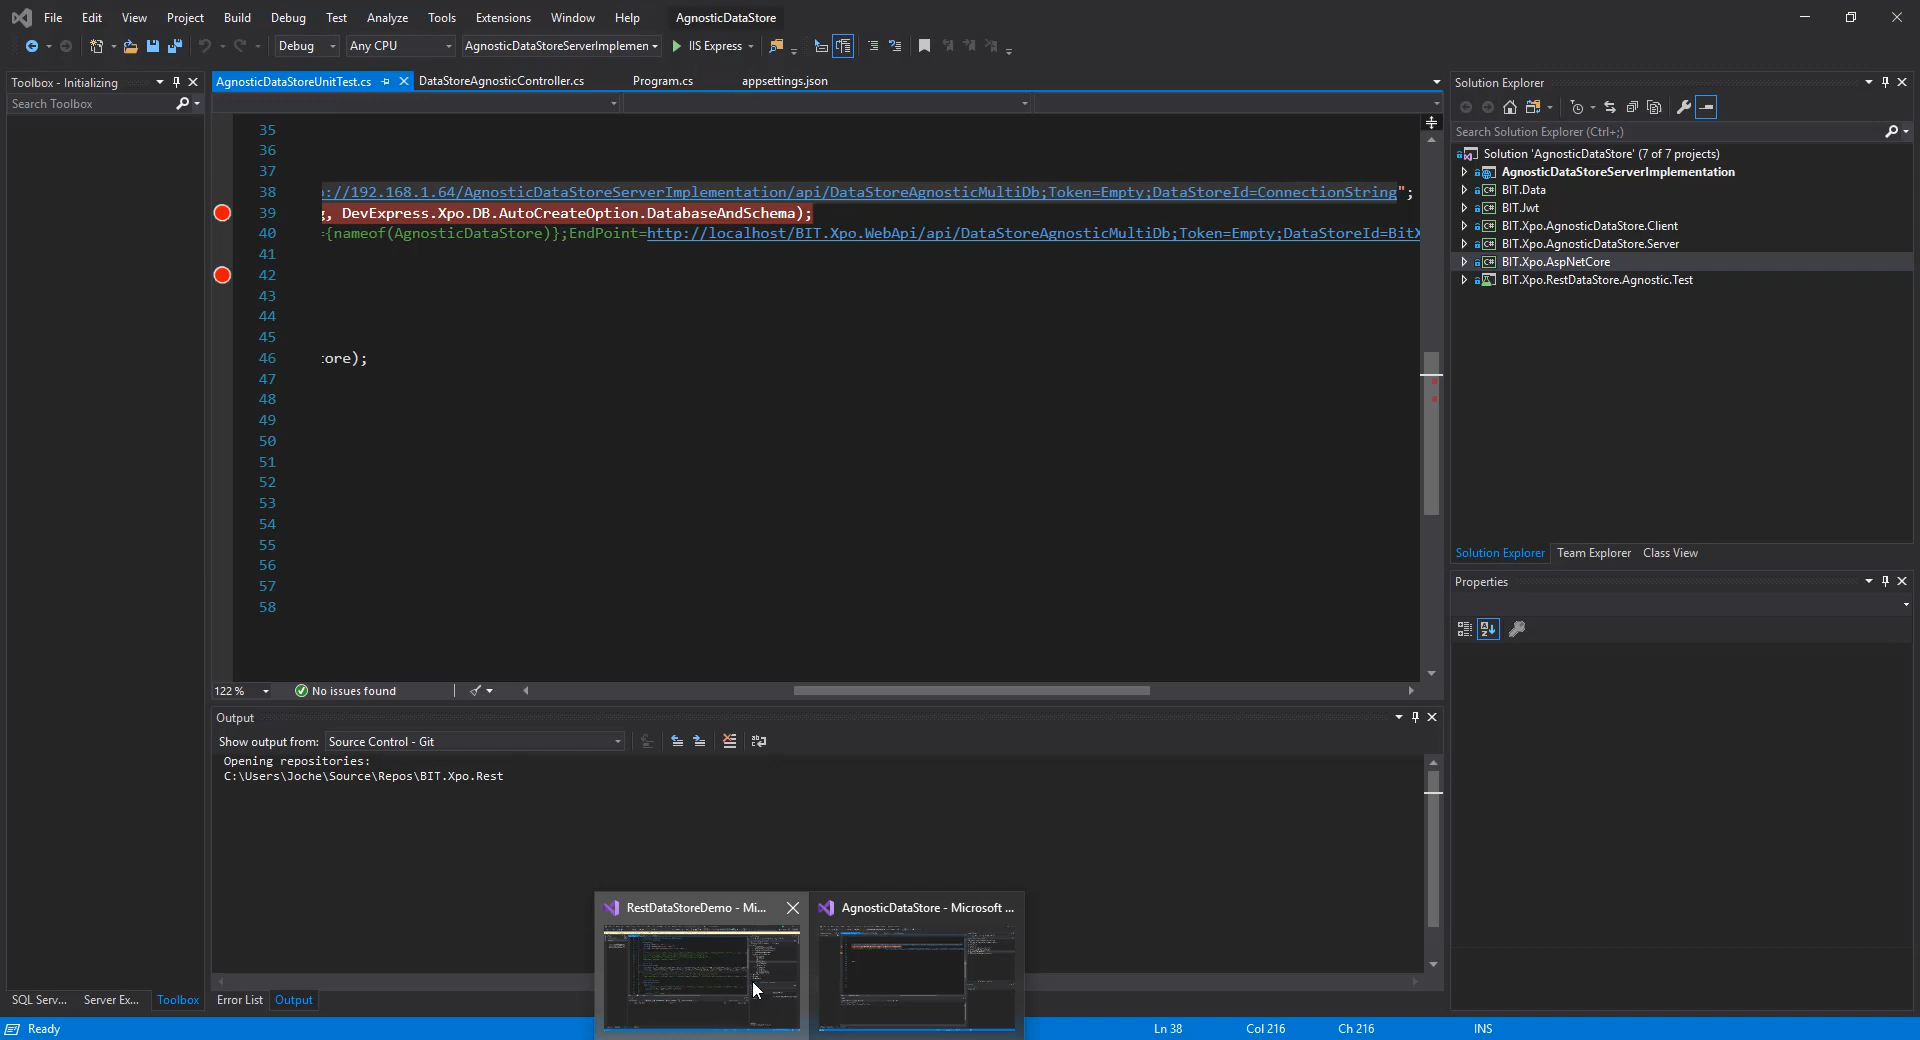 File Edit View Project Build Debug Test Analyze Tools Extensions Window Help AgnosticDataStore
Debug Any CPU AgnosticDataStoreServerImplemen IIS Express
Toolbox - Initializing
Search Toolbox
AgnosticDataStoreUnitTest.cs DataStoreAgnosticController.cs Program.cs appsettings.json
35
36
37
38 ://192.168.1.64/AgnosticDataStoreServerImplementation/api/DataStoreAgnosticMultiDb;Token=Empty;DataStoreId=ConnectionString";
39 , DevExpress.Xpo.DB.AutoCreateOption.DatabaseAndSchema);
40 ={nameof(AgnosticDataStore)};EndPoint=http://localhost/BIT.Xpo.WebApi/api/DataStoreAgnosticMultiDb;Token=Empty;DataStoreId=BitX
41
42
43
44
45
46 ore);
47
48
49
50
51
52
53
54
55
56
57
58
122 % No issues found
Output
Show output from: Source Control - Git
Opening repositories:
C:\Users\Joche\Source\Repos\BIT.Xpo.Rest
Solution Explorer
Search Solution Explorer (Ctrl+;)
Solution 'AgnosticDataStore' (7 of 7 projects)
AgnosticDataStoreServerImplementation
BIT.Data
BIT.Jwt
BIT.Xpo.AgnosticDataStore.Client
BIT.Xpo.AgnosticDataStore.Server
BIT.Xpo.AspNetCore
BIT.Xpo.RestDataStore.Agnostic.Test
Solution Explorer Team Explorer Class View
Properties
RestDataStoreDemo - Mi... AgnosticDataStore - Microsoft ...
SQL Serv... Server Ex... Toolbox Error List Output
Ready Ln 38 Col 216 Ch 216 INS